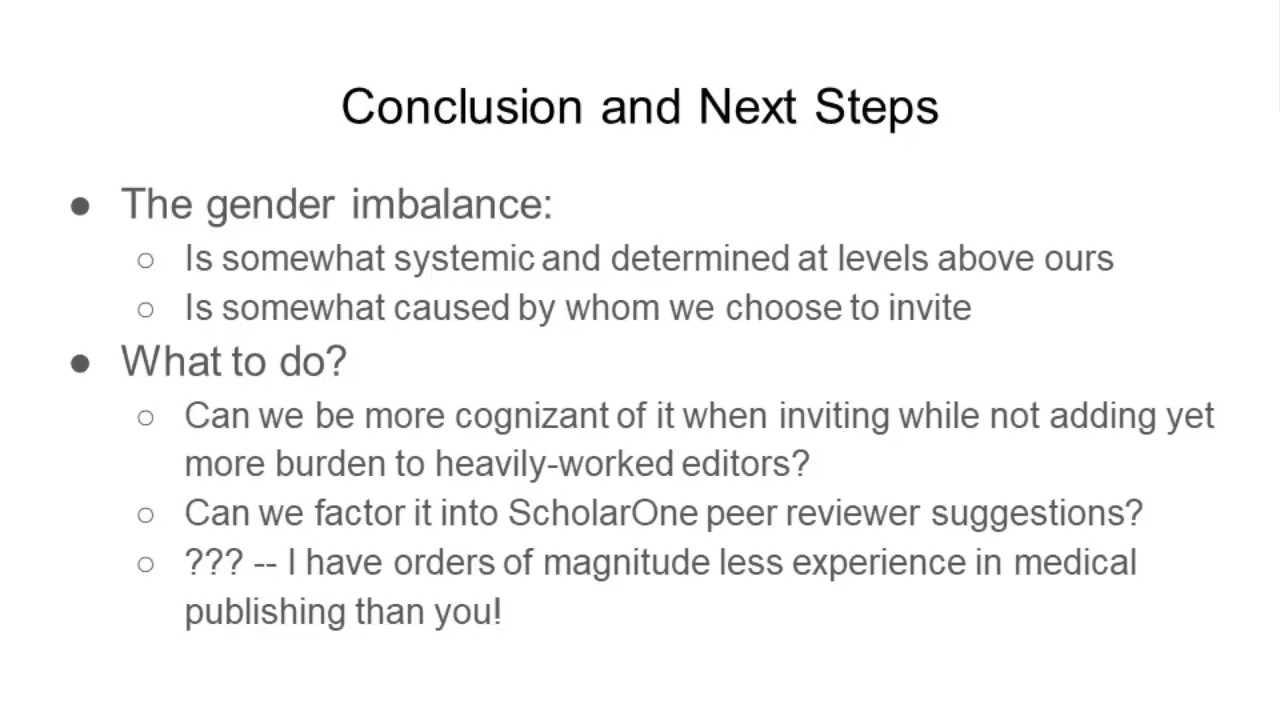 Conclusion and Next Steps
● The gender imbalance:
○ Is somewhat systemic and determined at levels above ours
○ Is somewhat caused by whom we choose to invite
● What to do?
○ Can we be more cognizant of it when inviting while not adding yet
more burden to heavily-worked editors?
○ Can we factor it into ScholarOne peer reviewer suggestions?
○ ??? -- I have orders of magnitude less experience in medical
publishing than you!